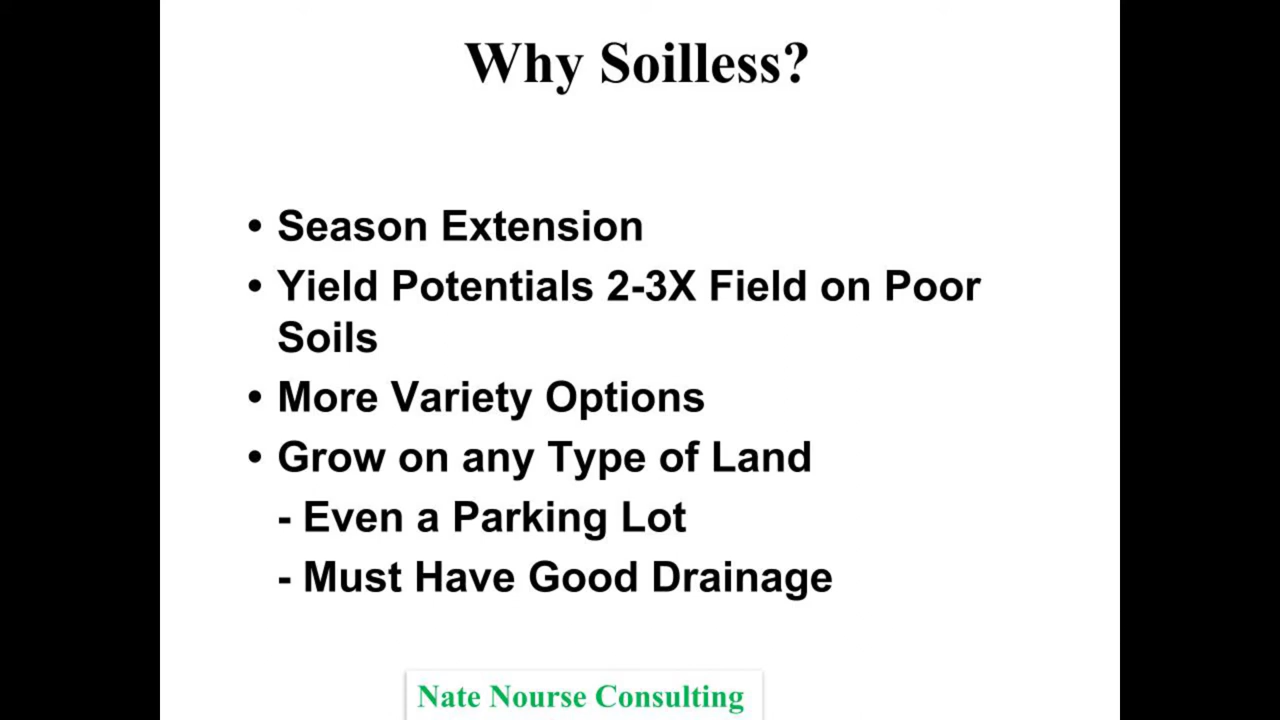 Why Soilless?
• Season Extension
• Yield Potentials 2-3X Field on Poor
Soils
• More Variety Options
• Grow on any Type of Land
- Even a Parking Lot
- Must Have Good Drainage
Nate Nourse Consulting